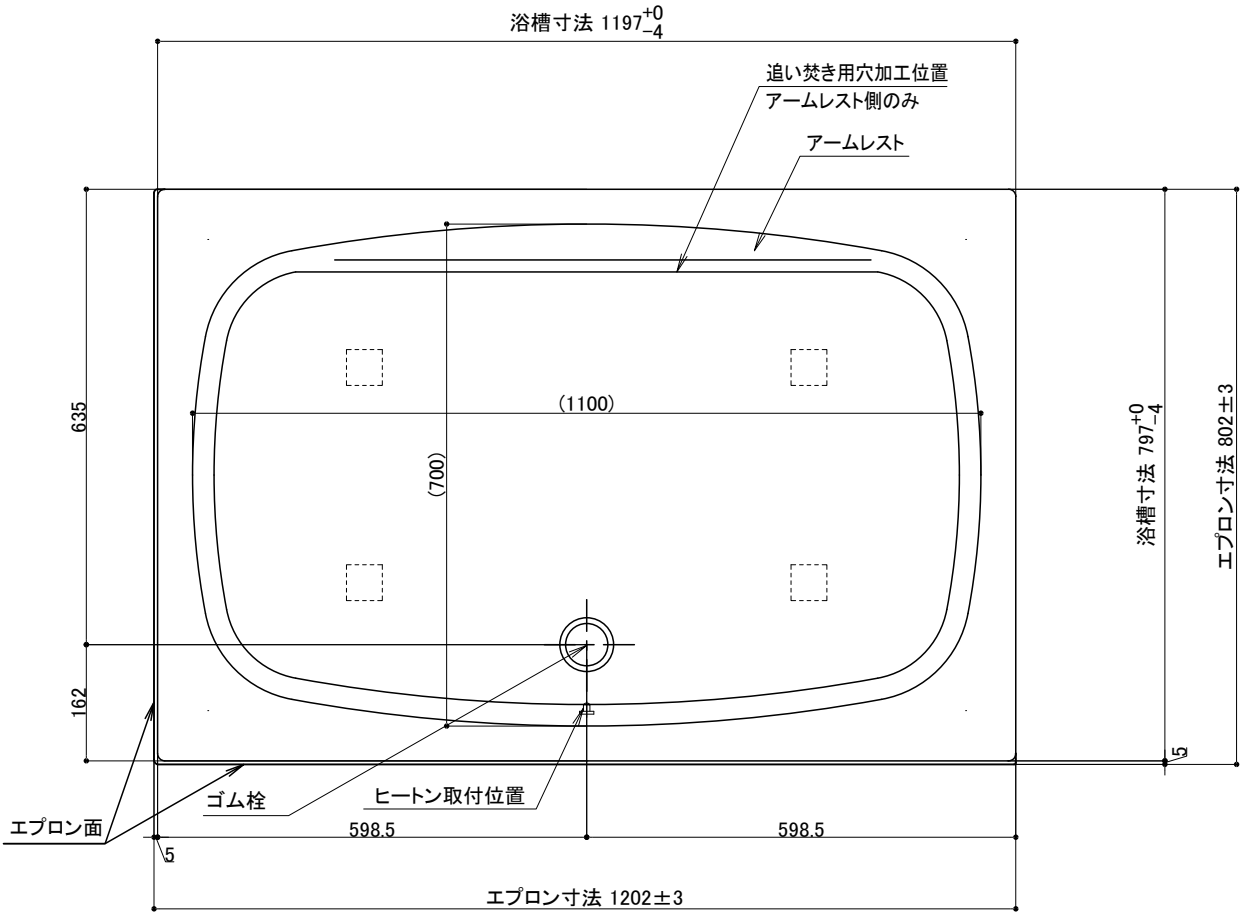 浴槽寸法 1197+0-4
追い焚き用穴加工位置
アームレスト側のみ
アームレスト
635
(1100)
(700)
浴槽寸法 797+0-4
エプロン寸法 802±3
162
5
ゴム栓
ヒートン取付位置
エプロン面
598.5
598.5
5
エプロン寸法 1202±3